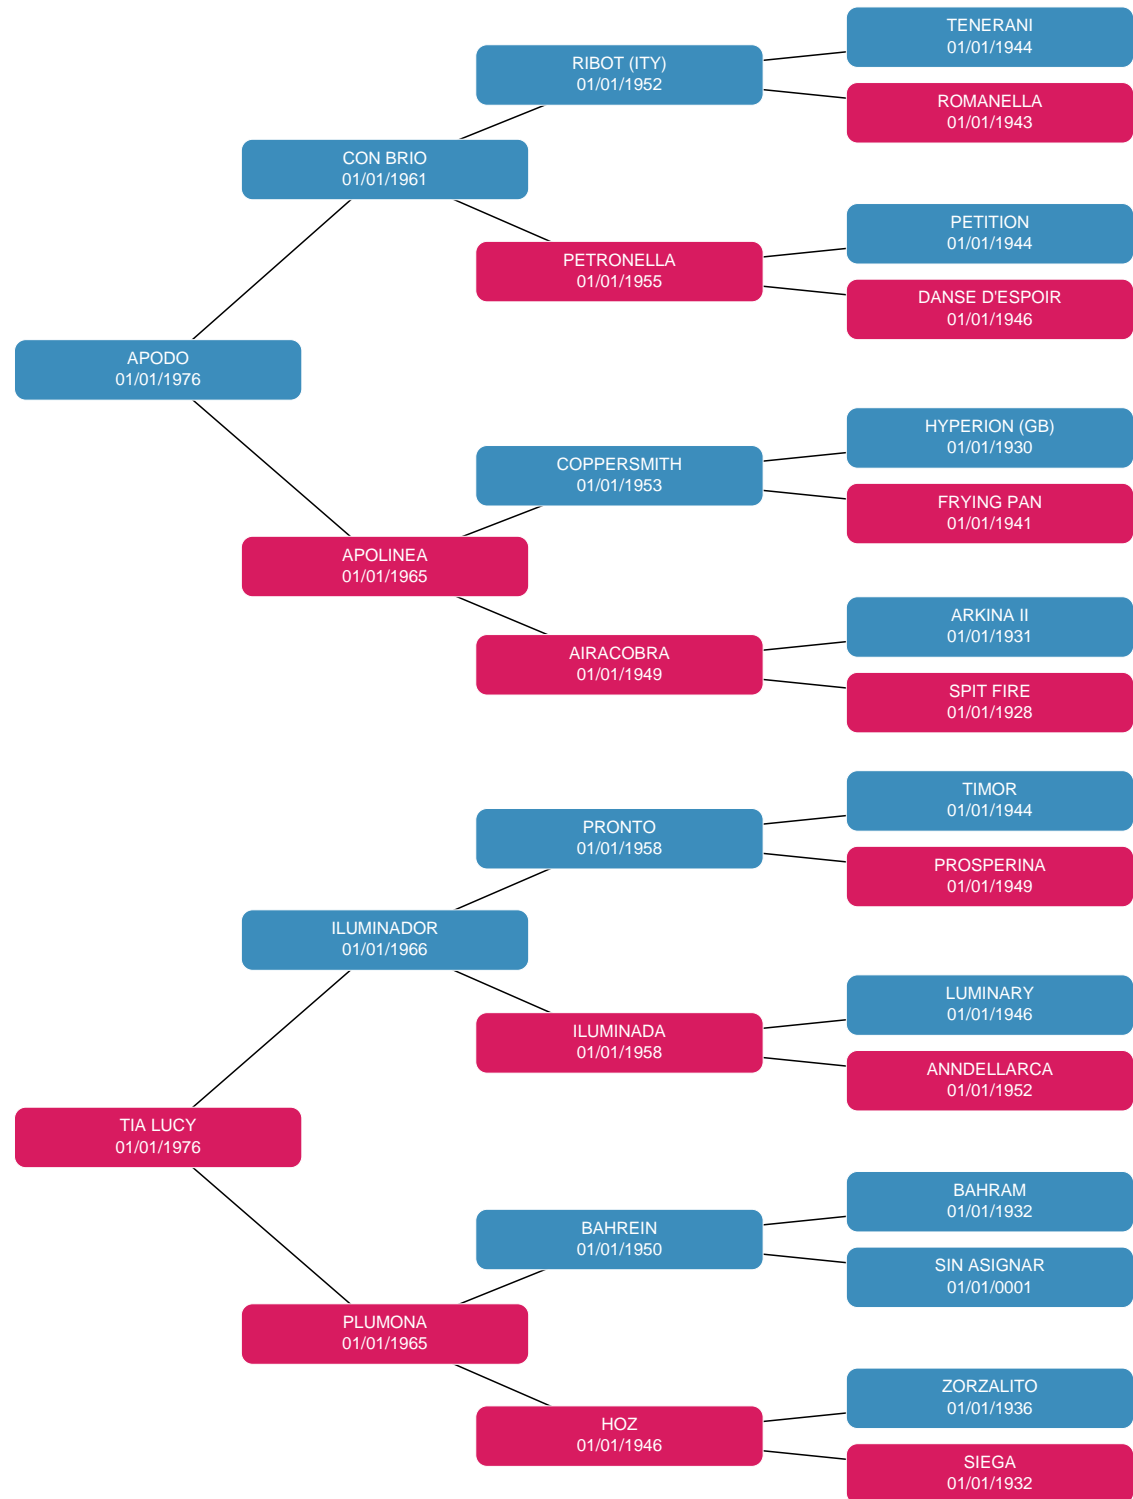 TENERANI
01/01/1944
RIBOT (ITY)
01/01/1952
ROMANELLA
01/01/1943
CON BRIO
01/01/1961
PETITION
01/01/1944
PETRONELLA
01/01/1955
DANSE D'ESPOIR
01/01/1946
APODO
01/01/1976
HYPERION (GB)
01/01/1930
COPPERSMITH
01/01/1953
FRYING PAN
01/01/1941
APOLINEA
01/01/1965
ARKINA II
01/01/1931
AIRACOBRA
01/01/1949
SPIT FIRE
01/01/1928
TIMOR
01/01/1944
PRONTO
01/01/1958
PROSPERINA
01/01/1949
ILUMINADOR
01/01/1966
LUMINARY
01/01/1946
ILUMINADA
01/01/1958
ANNDELLARCA
01/01/1952
TIA LUCY
01/01/1976
BAHRAM
01/01/1932
BAHREIN
01/01/1950
SIN ASIGNAR
01/01/0001
PLUMONA
01/01/1965
ZORZALITO
01/01/1936
HOZ
01/01/1946
SIEGA
01/01/1932